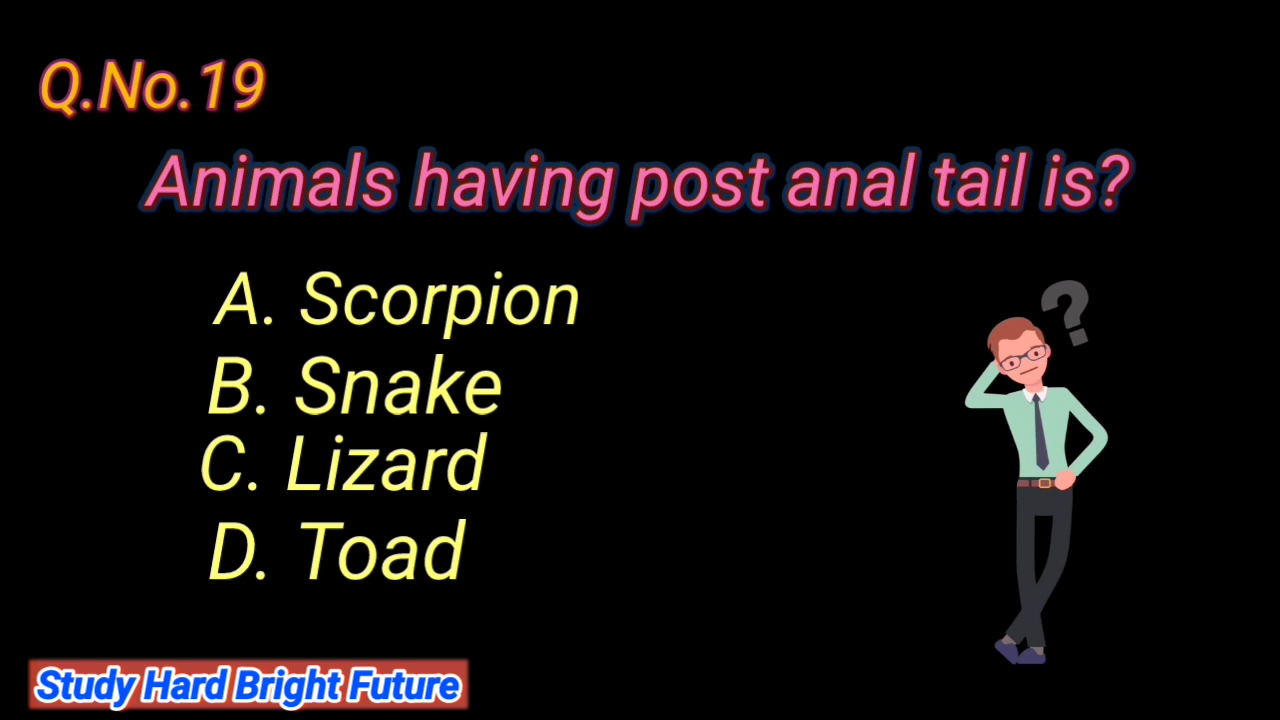 Q.No.19
Animals having post anal tail is?
A. Scorpion
B. Snake
C. Lizard
D. Toad
?
Study Hard Bright Future